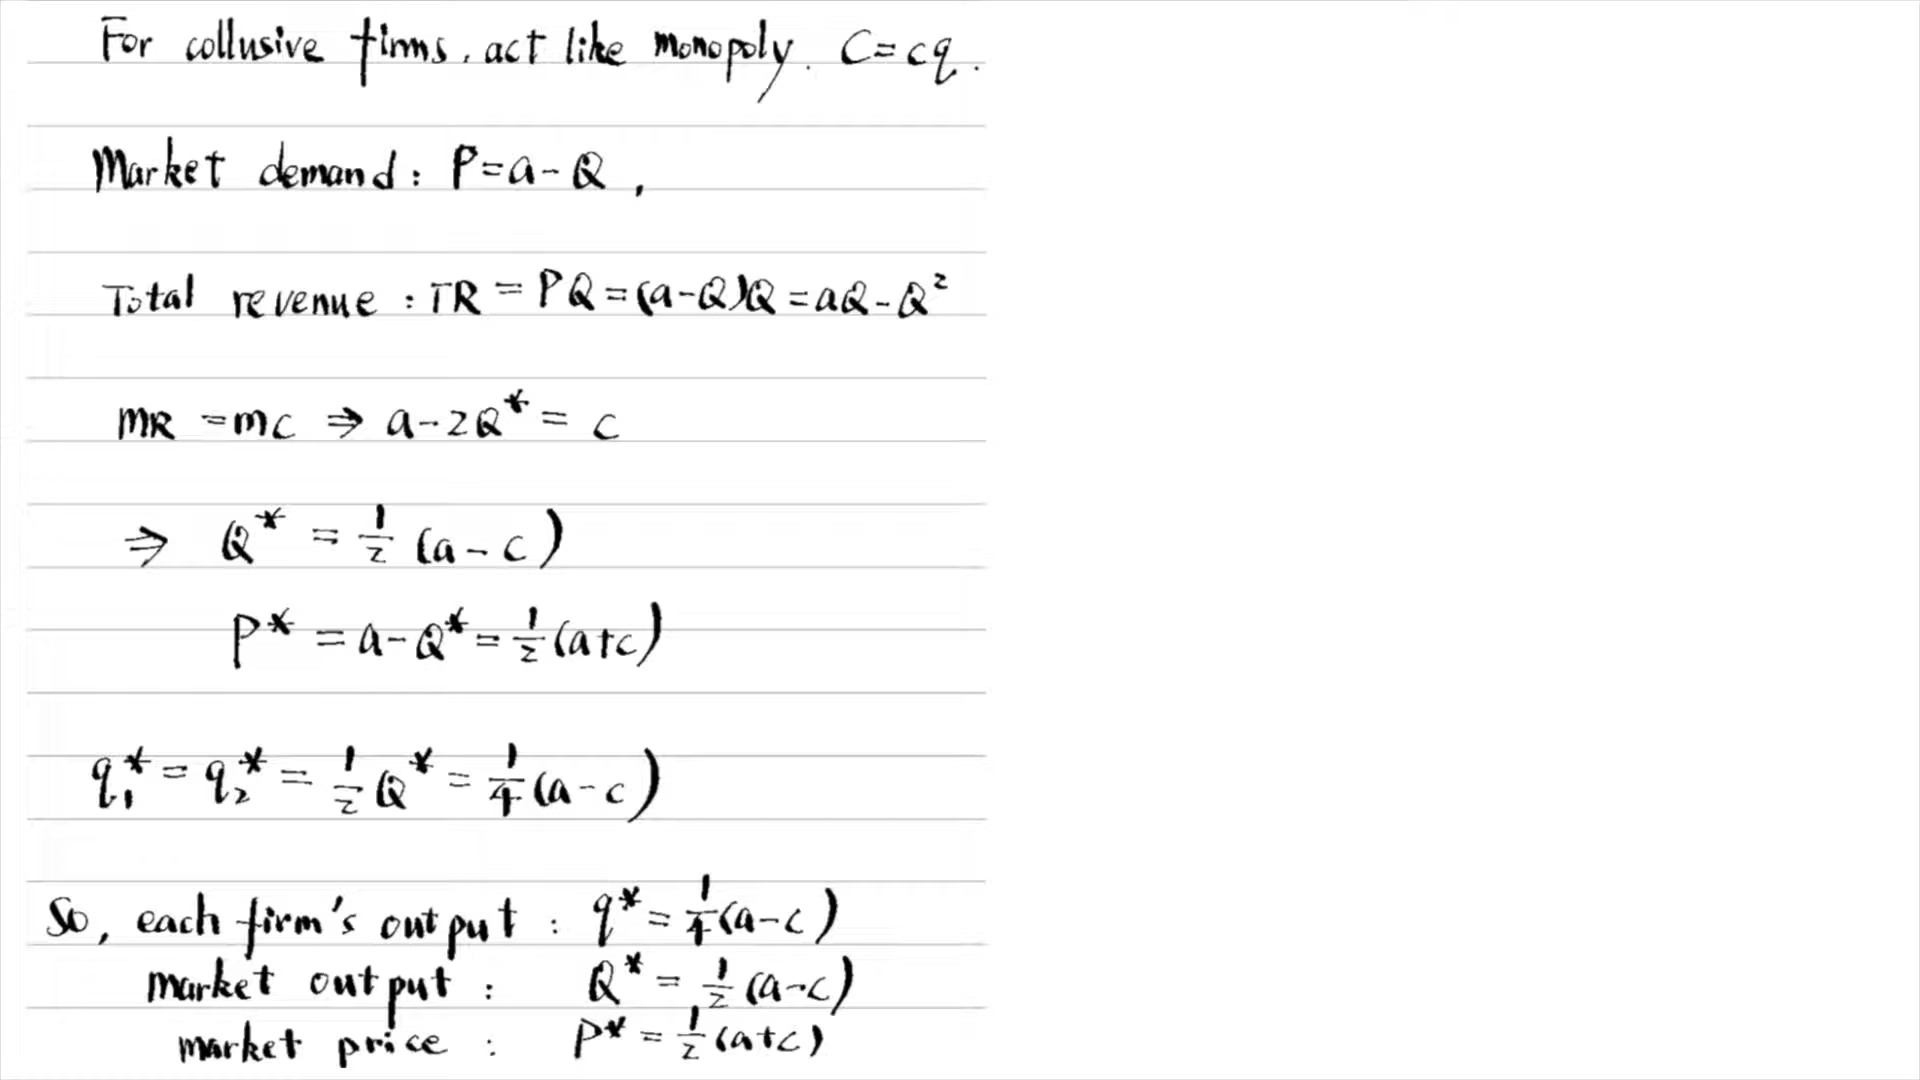 For collusive firms, act like monopoly. C=cq.
Market demand: P=a-Q,
Total revenue: TR = PQ=(a-Q)Q=aQ-Q²
MR =MC ⇒ a-2Q* = c
⇒ Q* = 1/2 (a-c)
P* = a-Q* = 1/2 (a+c)
q₁* = q₂* = 1/2 Q* = 1/4 (a-c)
So, each firm's output: q* = 1/4 (a-c)
market output: Q* = 1/2 (a-c)
market price: P* = 1/2 (a+c)